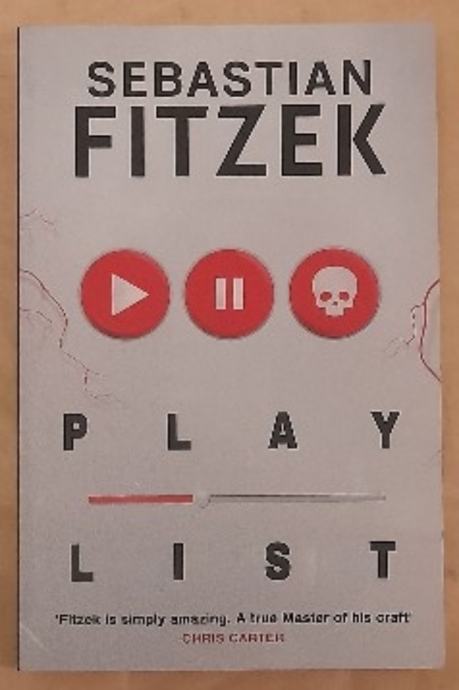 SEBASTIAN
FITZEK
PLAY
LIST
'Fitzek is simply amazing. A true Master of his craft'
CHRIS CARTER